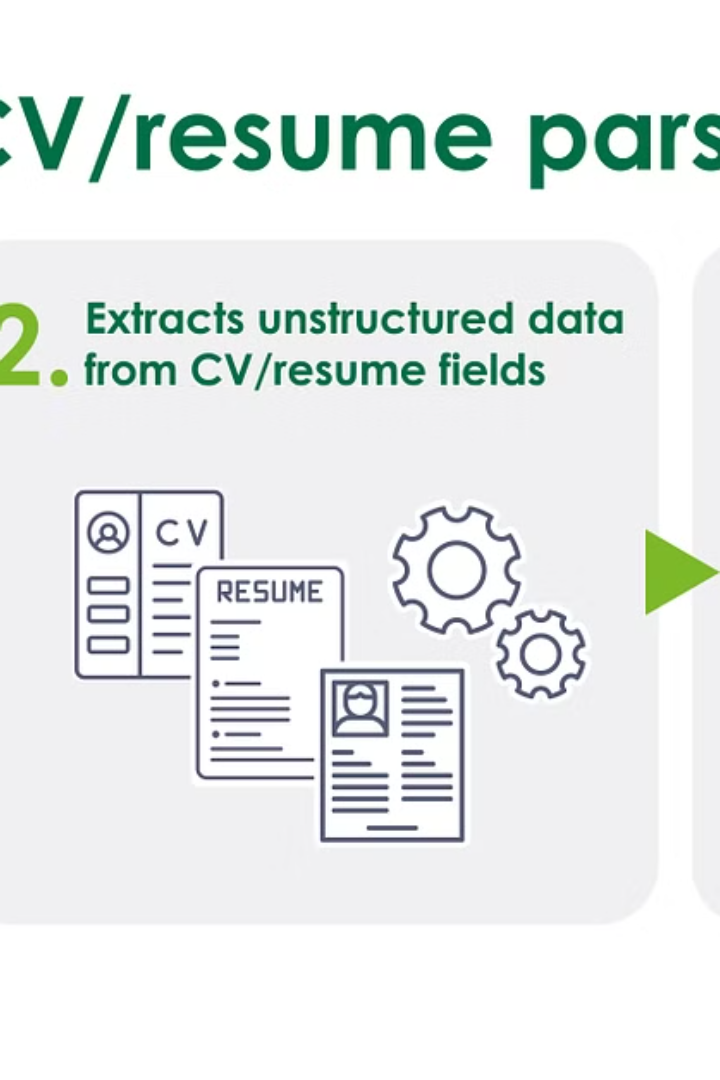 CV/resume pars
2.
Extracts unstructured data
from CV/resume fields
CV
RESUME